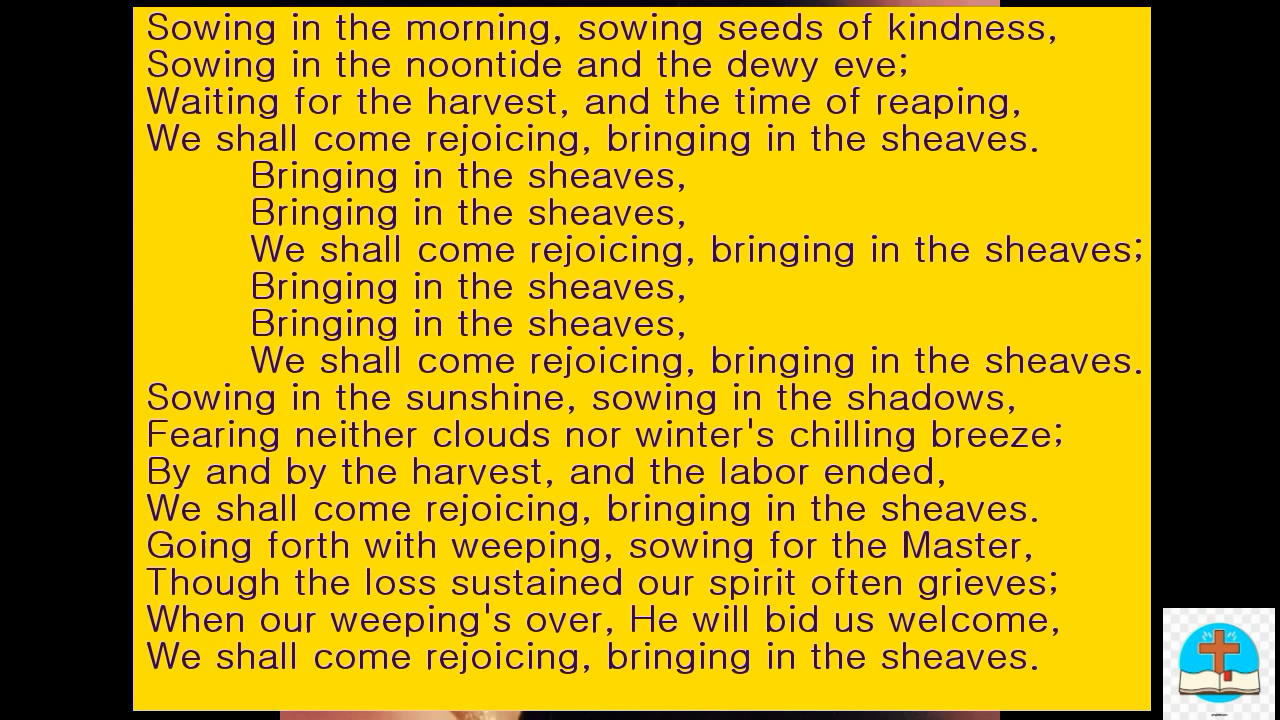 Sowing in the morning, sowing seeds of kindness,
Sowing in the noontide and the dewy eve;
Waiting for the harvest, and the time of reaping,
We shall come rejoicing, bringing in the sheaves.
Bringing in the sheaves,
Bringing in the sheaves,
We shall come rejoicing, bringing in the sheaves;
Bringing in the sheaves,
Bringing in the sheaves,
We shall come rejoicing, bringing in the sheaves.
Sowing in the sunshine, sowing in the shadows,
Fearing neither clouds nor winter's chilling breeze;
By and by the harvest, and the labor ended,
We shall come rejoicing, bringing in the sheaves.
Going forth with weeping, sowing for the Master,
Though the loss sustained our spirit often grieves;
When our weeping's over, He will bid us welcome,
We shall come rejoicing, bringing in the sheaves.